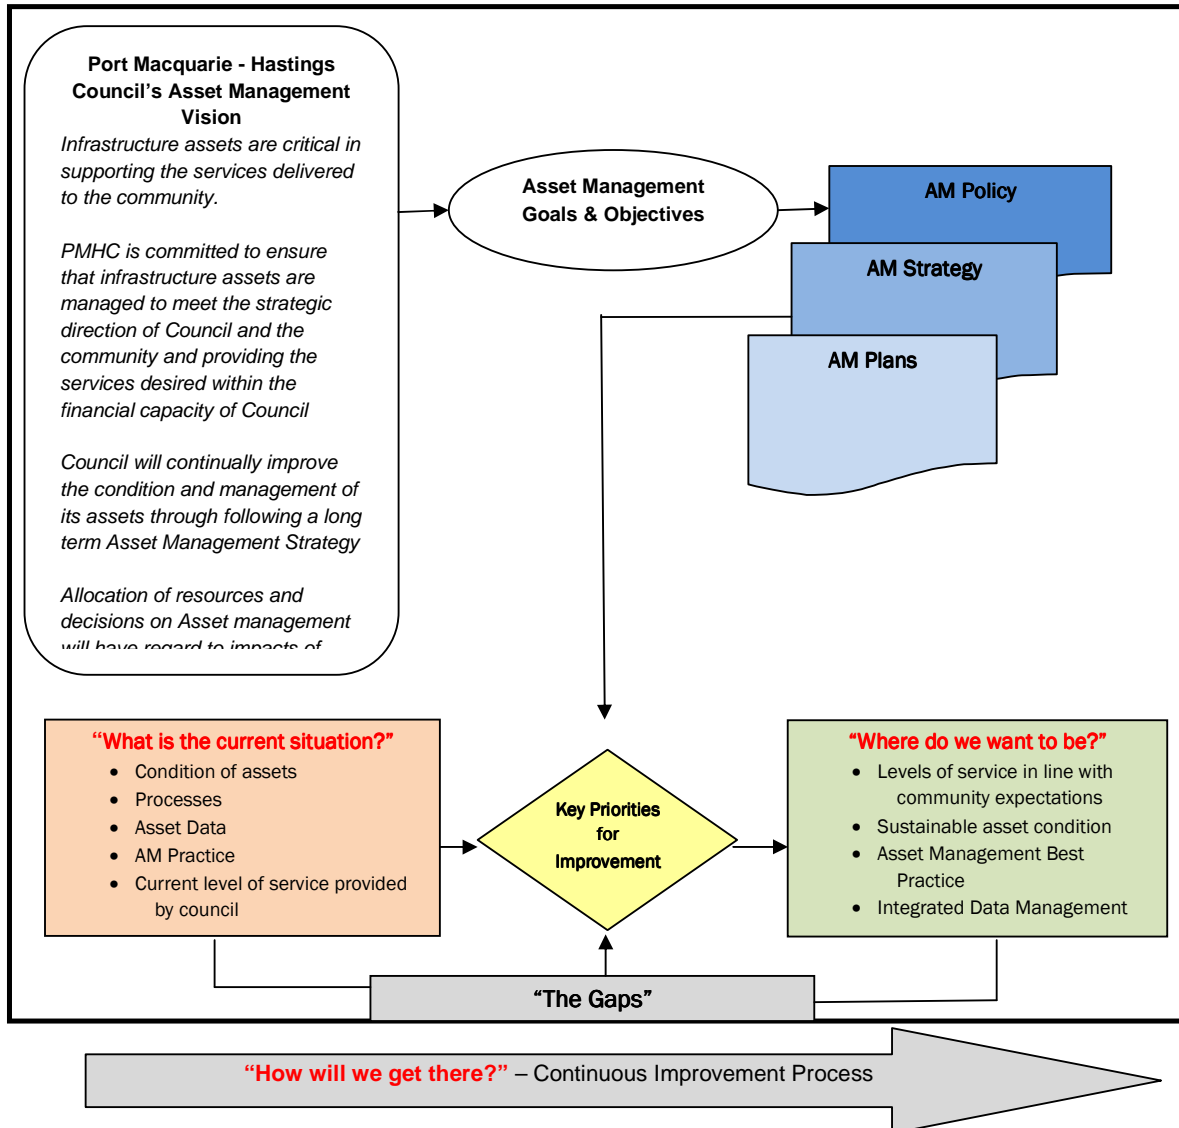 Port Macquarie - Hastings
Council’s Asset Management
Vision
Infrastructure assets are critical in
supporting the services delivered
to the community.
PMHC is committed to ensure
that infrastructure assets are
managed to meet the strategic
direction of Council and the
community and providing the
services desired within the
financial capacity of Council
Council will continually improve
the condition and management of
its assets through following a long
term Asset Management Strategy
Allocation of resources and
decisions on Asset management
will have regard to impacts of
Asset Management
Goals & Objectives
AM Policy
AM Strategy
AM Plans
“What is the current situation?”
• Condition of assets
• Processes
• Asset Data
• AM Practice
• Current level of service provided
by council
Key Priorities
for
Improvement
“Where do we want to be?”
• Levels of service in line with
community expectations
• Sustainable asset condition
• Asset Management Best
Practice
• Integrated Data Management
“The Gaps”
“How will we get there?” – Continuous Improvement Process